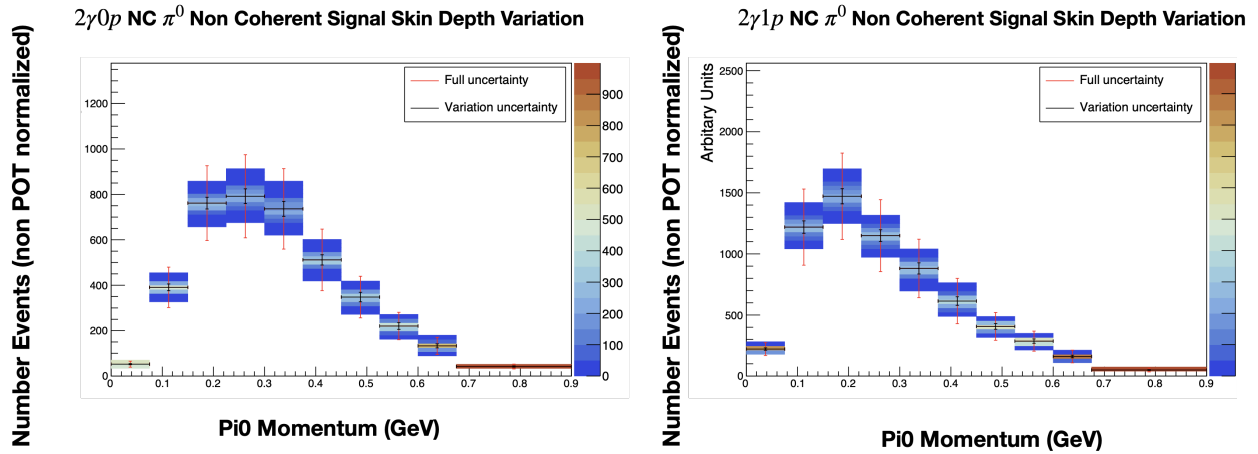 2γ0p NC π⁰ Non Coherent Signal Skin Depth Variation
Number Events (non POT normalized)
Full uncertainty
Variation uncertainty
1200
1000
800
600
400
200
0
0 0.1 0.2 0.3 0.4 0.5 0.6 0.7 0.8 0.9
900
800
700
600
500
400
300
200
100
0
Pi0 Momentum (GeV)
2γ1p NC π⁰ Non Coherent Signal Skin Depth Variation
Number Events (non POT normalized)
Arbitary Units
Full uncertainty
Variation uncertainty
2500
2000
1500
1000
500
0
0 0.1 0.2 0.3 0.4 0.5 0.6 0.7 0.8 0.9
Pi0 Momentum (GeV)